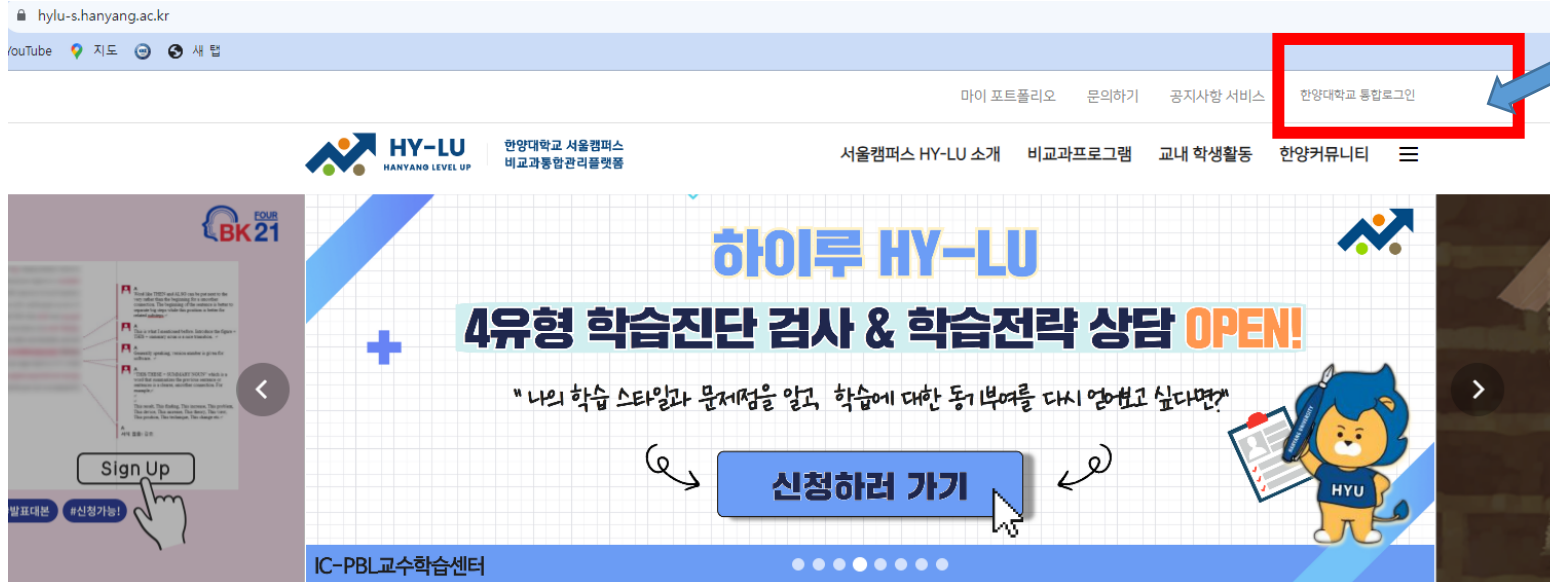 hylu-s.hanyang.ac.kr
YouTube 지도 새 탭
마이 포트폴리오 문의하기 공지사항 서비스 한양대학교 통합로그인
HY-LU
HANYANG LEVEL UP
한양대학교 서울캠퍼스
비교과통합관리플랫폼
서울캠퍼스 HY-LU 소개 비교과프로그램 교내 학생활동 한양커뮤니티
FOUR
BK 21
Sign Up
발표대본 #신청가능!
하이루 HY-LU
4유형 학습진단 검사 & 학습전략 상담 OPEN!
"나의 학습 스타일과 문제점을 알고, 학습에 대한 동기부여를 다시 얻어보고 싶다면?"
신청하러 가기
HYU
IC-PBL교수학습센터